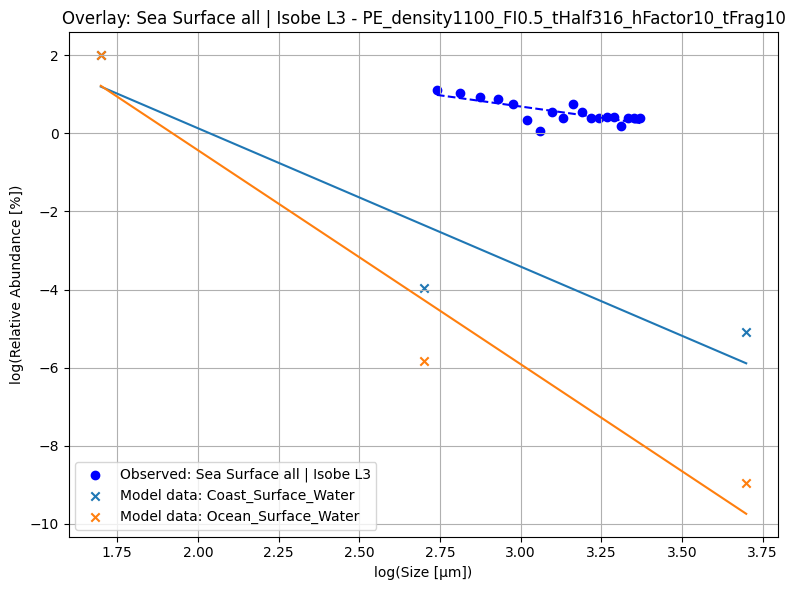 Overlay: Sea Surface all | Isobe L3 - PE_density1100_FI0.5_tHalf316_hFactor10_tFrag10
log(Relative Abundance [%])
2
0
−2
−4
−6
−8
−10
Observed: Sea Surface all | Isobe L3
Model data: Coast_Surface_Water
Model data: Ocean_Surface_Water
1.75 2.00 2.25 2.50 2.75 3.00 3.25 3.50 3.75
log(Size [µm])